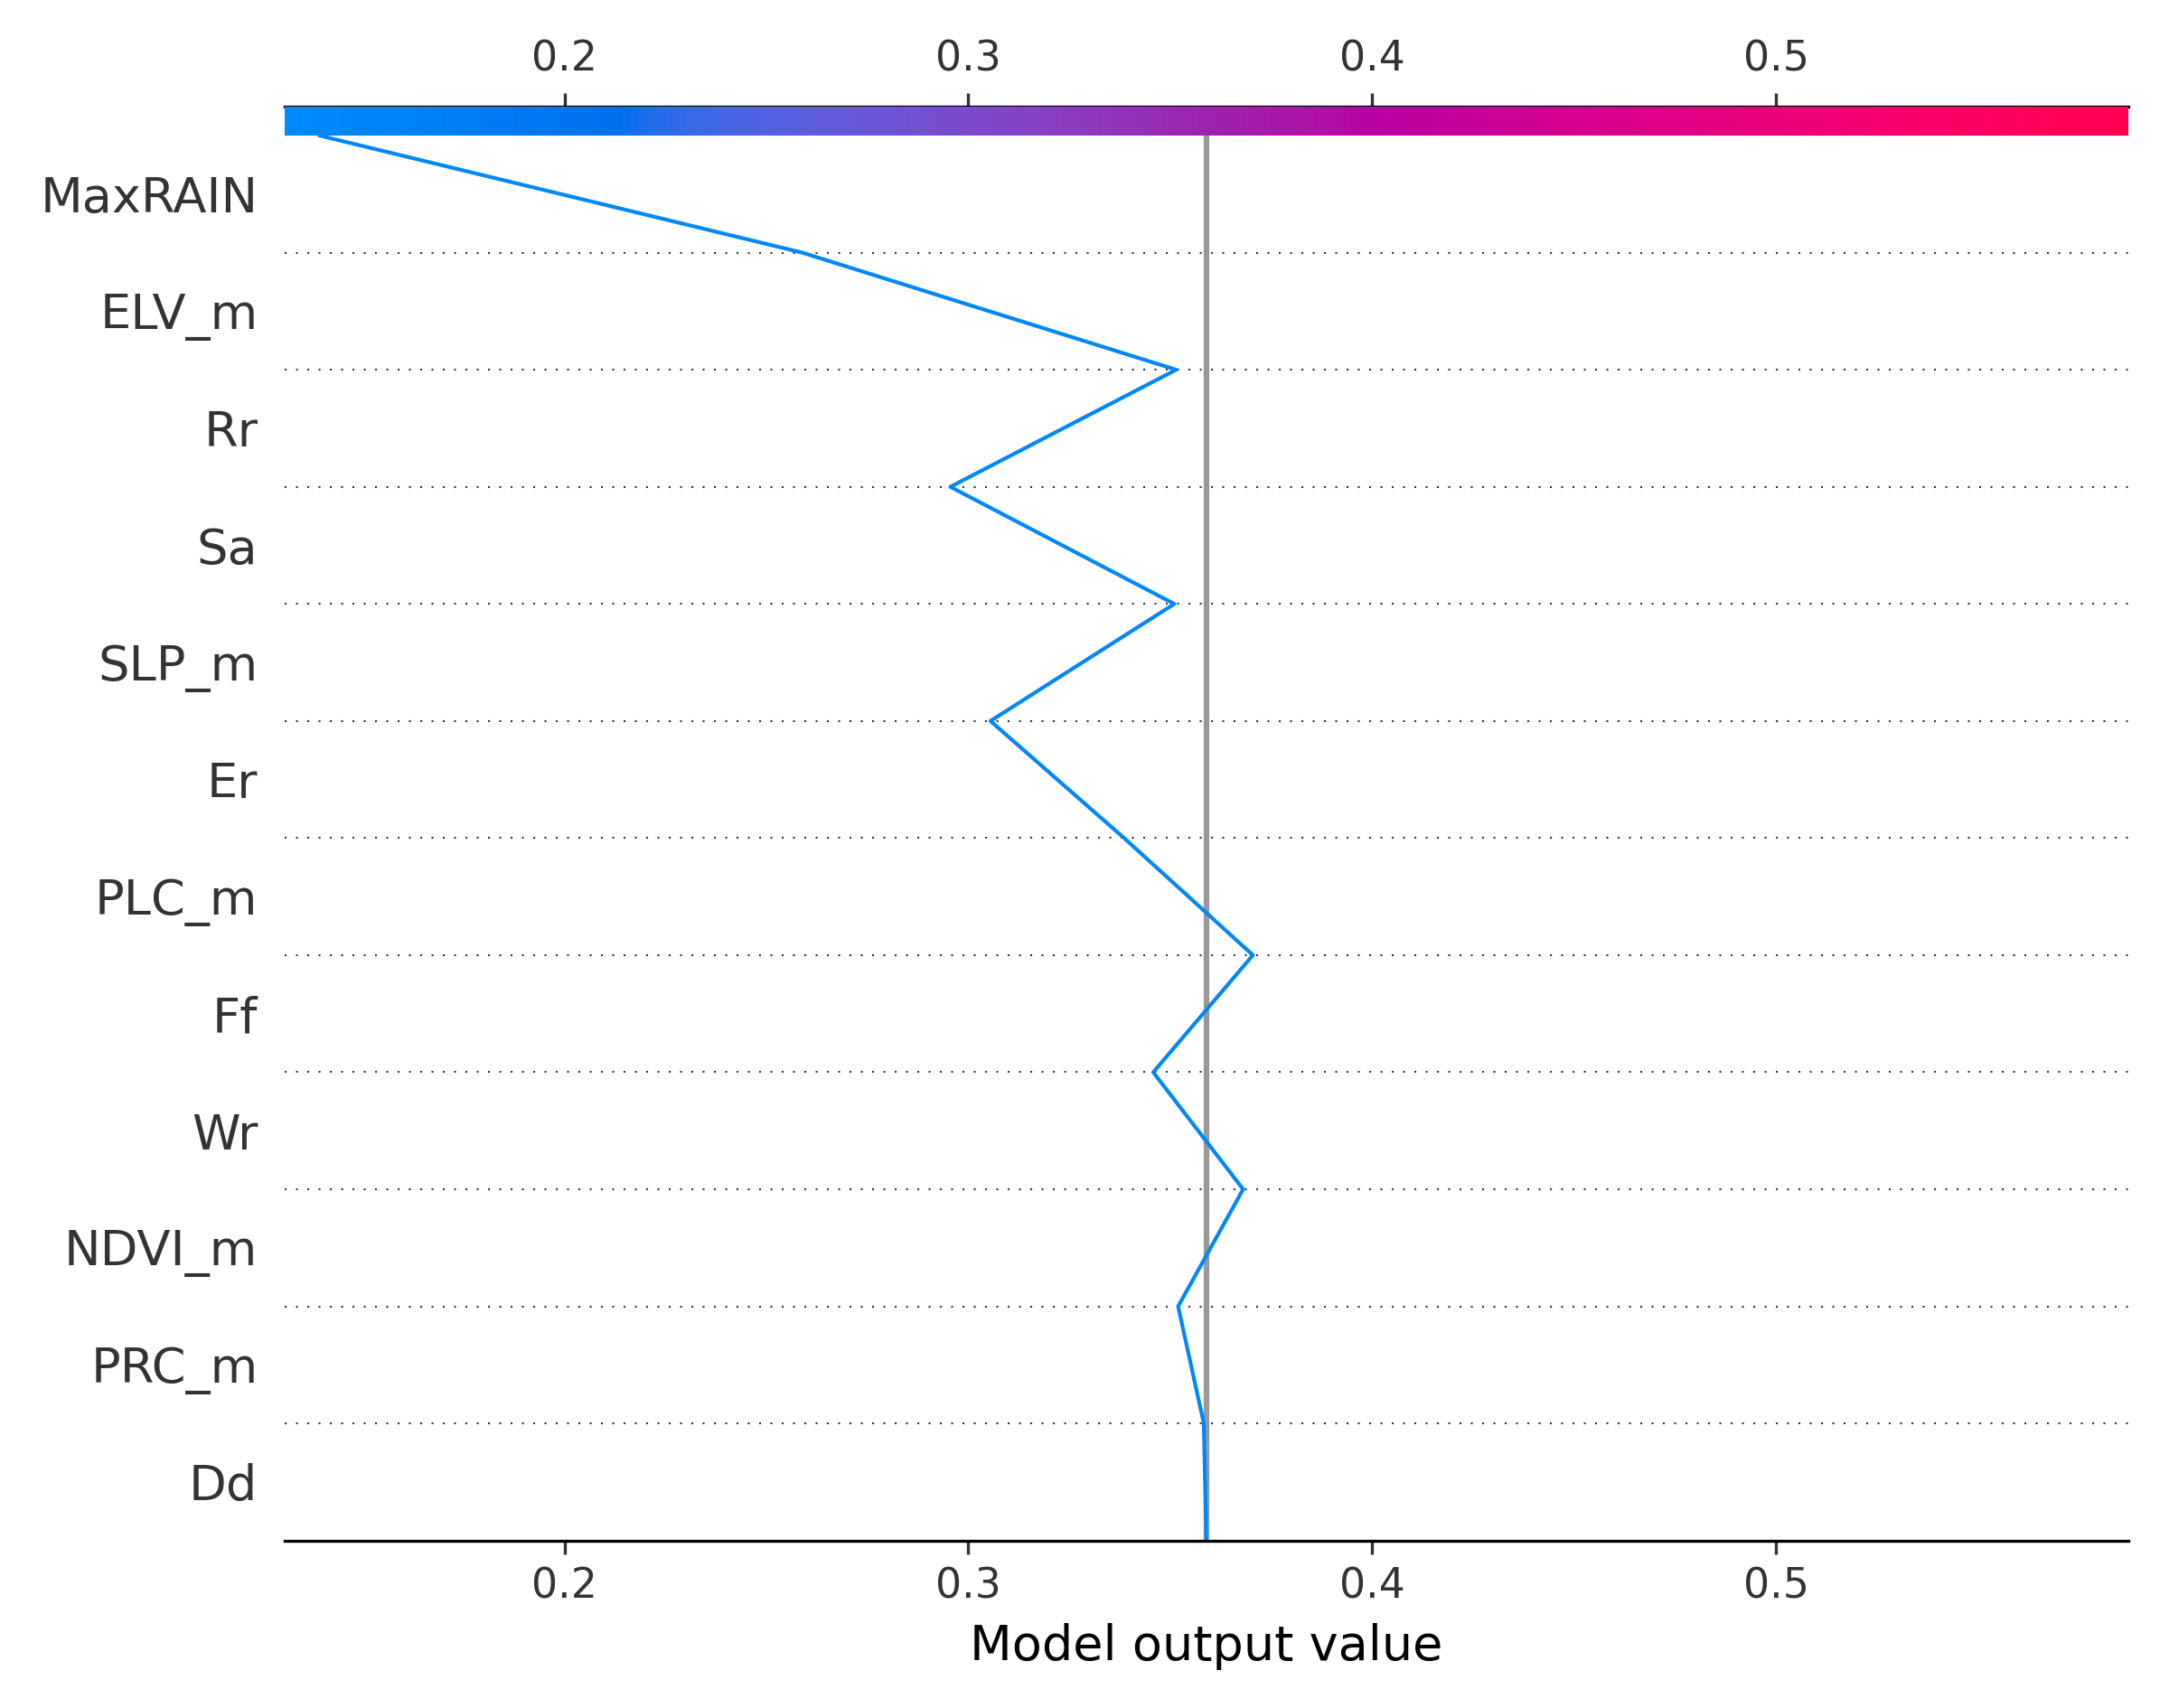 0.2 0.3 0.4 0.5
MaxRAIN
ELV_m
Rr
Sa
SLP_m
Er
PLC_m
Ff
Wr
NDVI_m
PRC_m
Dd
0.2 0.3 0.4 0.5
Model output value